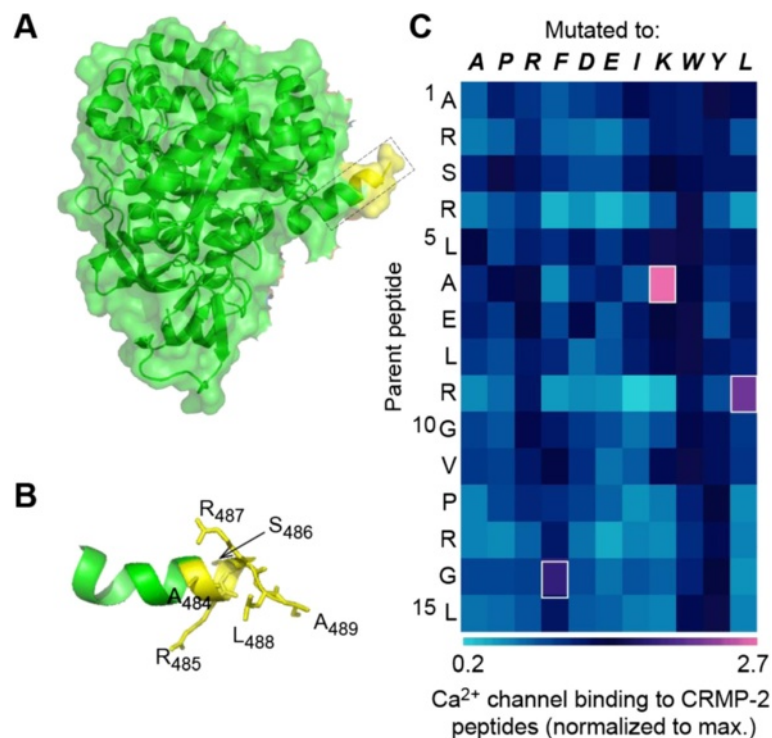 A
B
R487
S486
A484
L488
A489
R485
C
Mutated to:
A P R F D E I K W Y L
Parent peptide
1 A
R
S
R
5 L
A
E
L
R
10 G
V
P
R
G
15 L
0.2 2.7
Ca2+ channel binding to CRMP-2
peptides (normalized to max.)